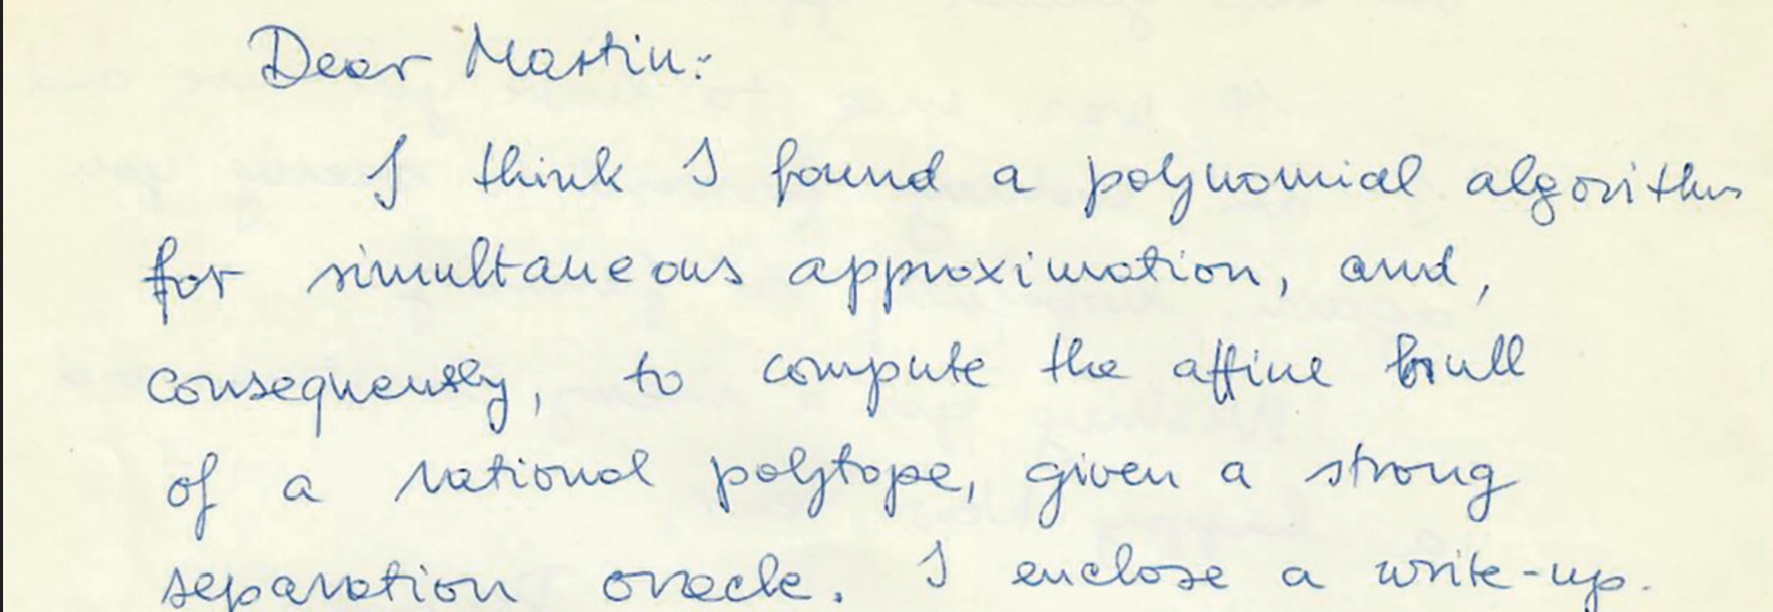 Dear Martin:
I think I found a polynomial algorithm
for simultaneous approximation, and,
consequently, to compute the affine hull
of a rational polytope, given a strong
separation oracle. I enclose a write-up.